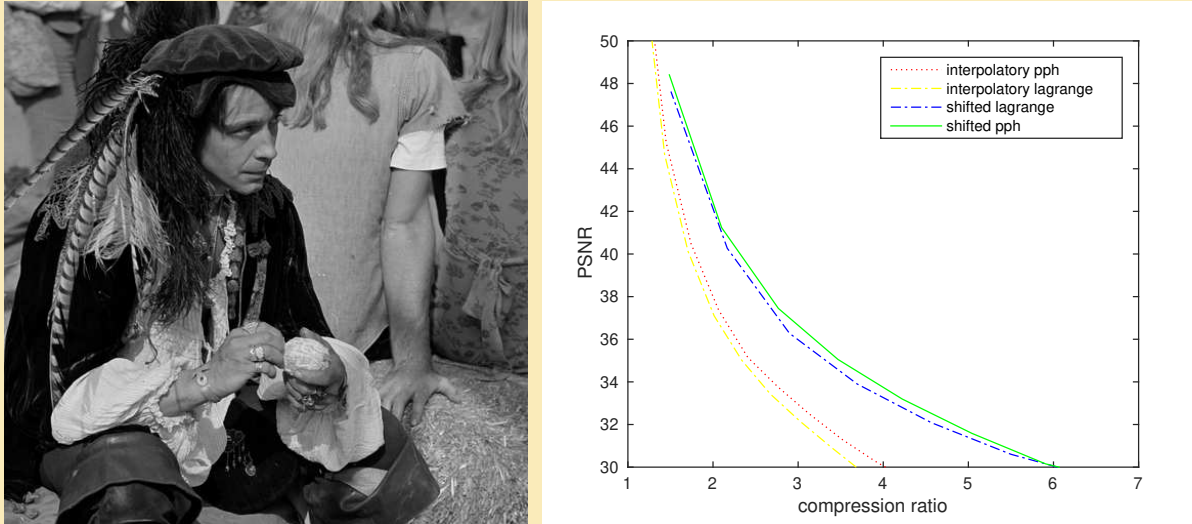 50
48
46
44
42
40
38
36
34
32
30
PSNR
interpolatory pph
interpolatory lagrange
shifted lagrange
shifted pph
1 2 3 4 5 6 7
compression ratio